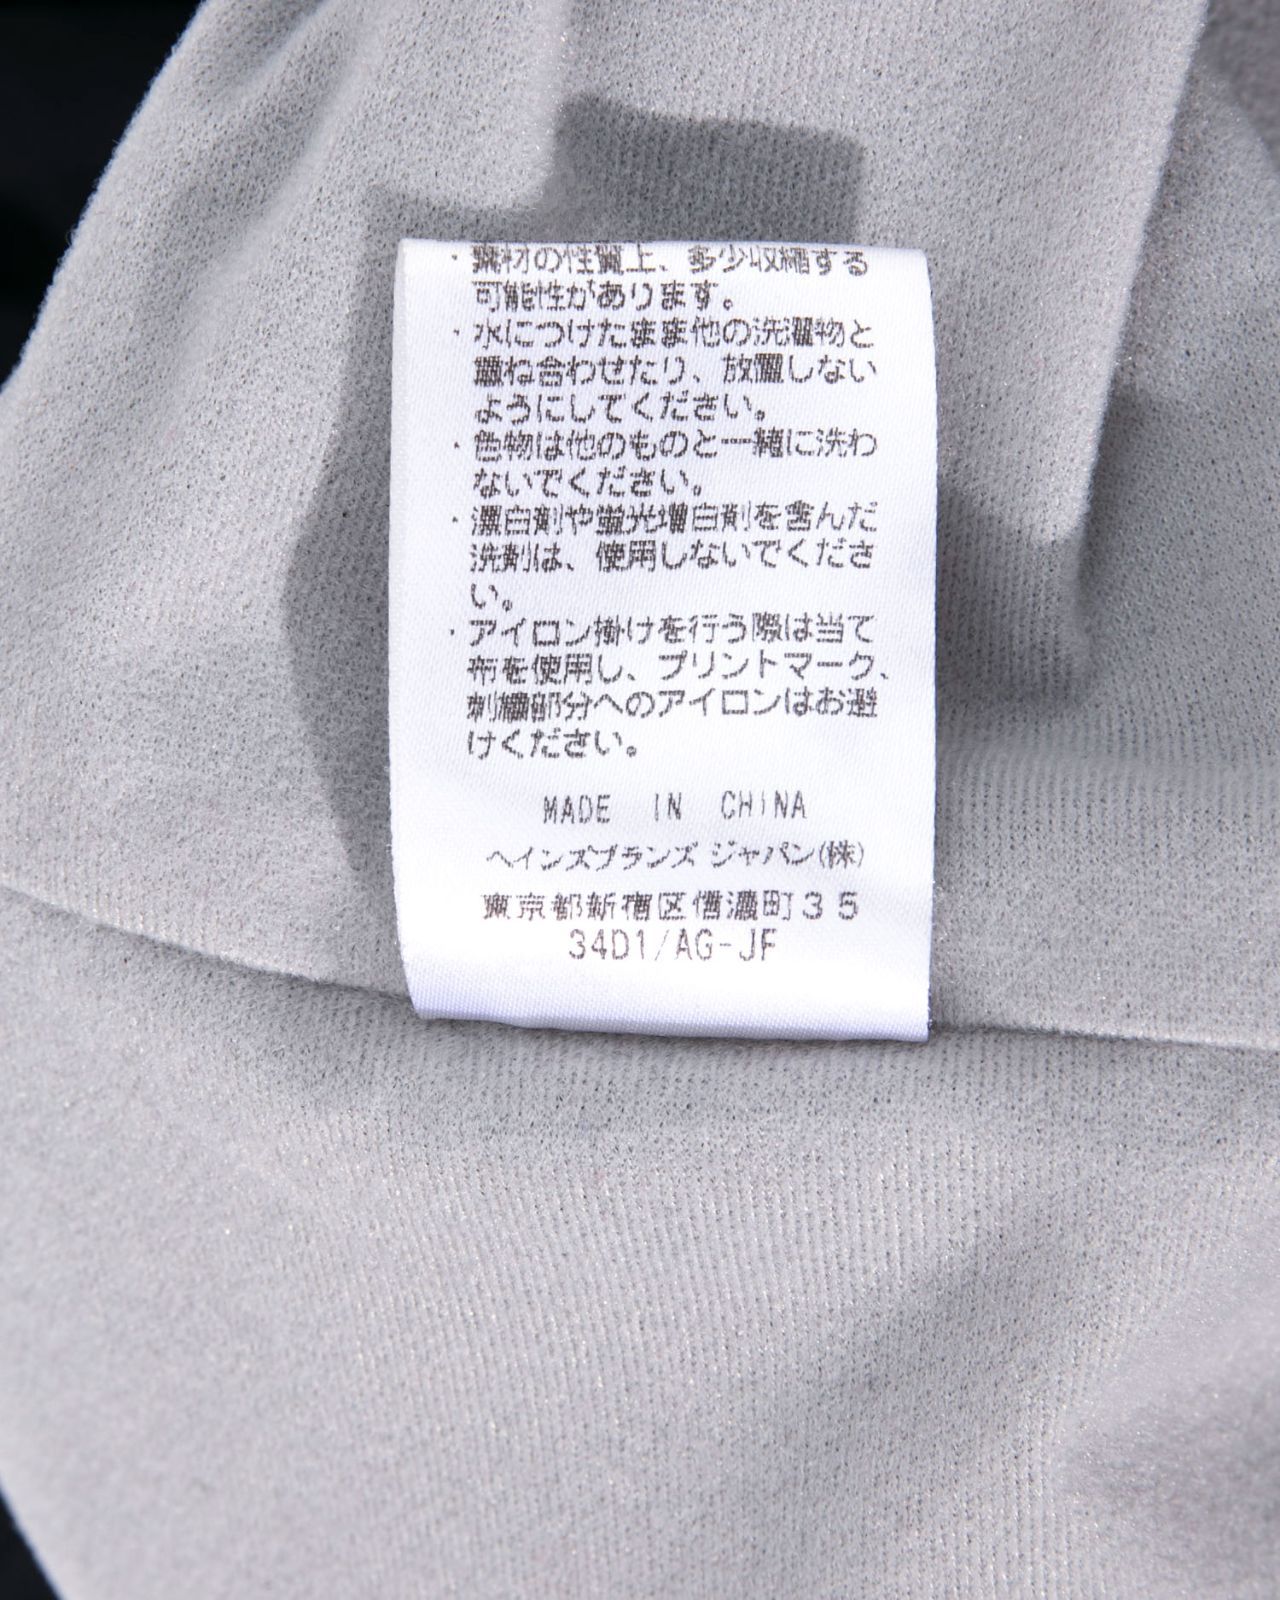 ・素材の性質上、多少収縮する
可能性があります。
・水につけたまま他の洗濯物と
重ね合わせたり、放置しない
ようにしてください。
・色物は他のものと一緒に洗わ
ないでください。
・漂白剤や蛍光増白剤を含んだ
洗剤は、使用しないでくださ
い。
・アイロン掛けを行う際は当て
布を使用し、プリントマーク、
刺繍部分へのアイロンはお避
けください。
MADE IN CHINA
ヘインズブランズ ジャパン(株)
東京都新宿区信濃町35
34D1/AG-JF